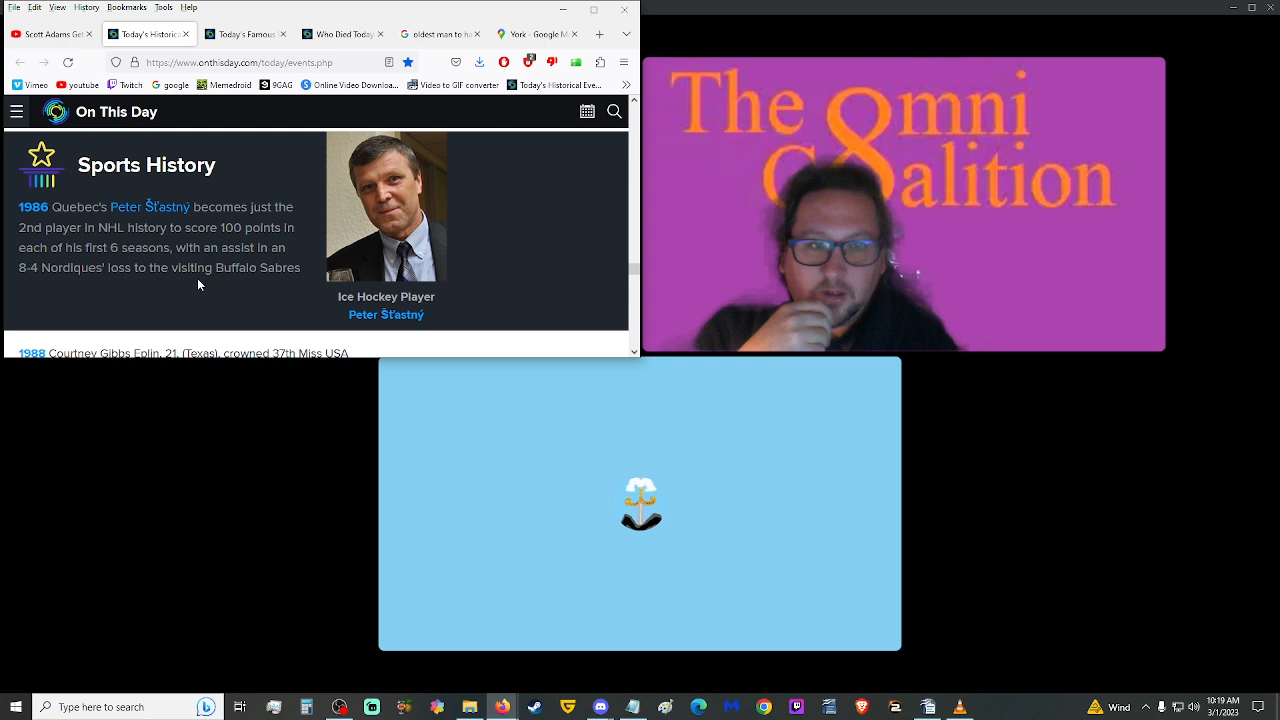 File Edit View History Bookmarks Tools Help
Scott Adams Get
Today's Historica
Today's Famous
Who Died Today
oldest man to ha
York - Google Ma
https://www.onthisday.com/today/events.php
Vimeo
youtube
Twitch
google
Memedroid
9GAG
Online Video Downloa...
Video to GIF converter
Today's Historical Eve...
On This Day
Sports History
1986 Quebec's Peter Šťastný becomes just the
2nd player in NHL history to score 100 points in
each of his first 6 seasons, with an assist in an
8-4 Nordiques' loss to the visiting Buffalo Sabres
Ice Hockey Player
Peter Šťastný
1988 Courtney Gibbs Eplin, 21, (Texas), crowned 37th Miss USA
The Omni
Coalition
Type here to search
Wind
10:19 AM
3/1/2023